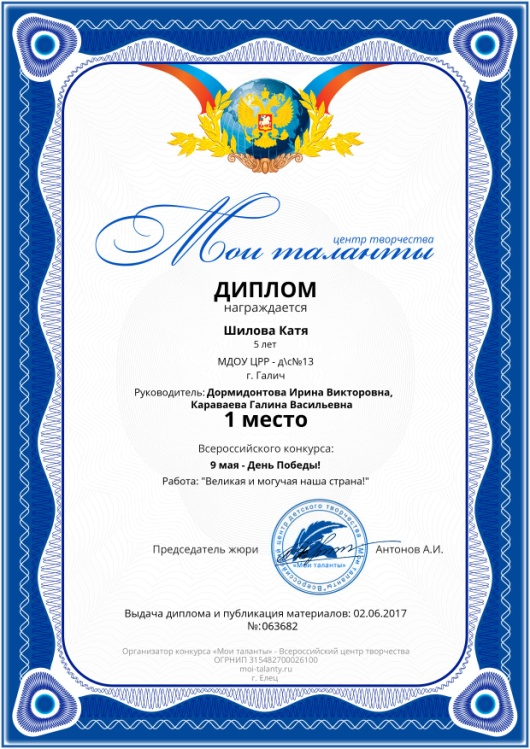 центр творчества
Мои таланты
ДИПЛОМ
награждается
Шилова Катя
5 лет
МДОУ ЦРР - д\с№13
г. Галич
Руководитель: Дормидонтова Ирина Викторовна,
Караваева Галина Васильевна
1 место
Всероссийского конкурса:
9 мая - День Победы!
Работа: "Великая и могучая наша страна!"
Председатель жюри
«Мои таланты»
Антонов А.И.
Выдача диплома и публикация материалов: 02.06.2017
№:063682
Организатор конкурса «Мои таланты» - Всероссийский центр творчества
ОГРНИП 315482700026100
moi-talanty.ru
г. Елец